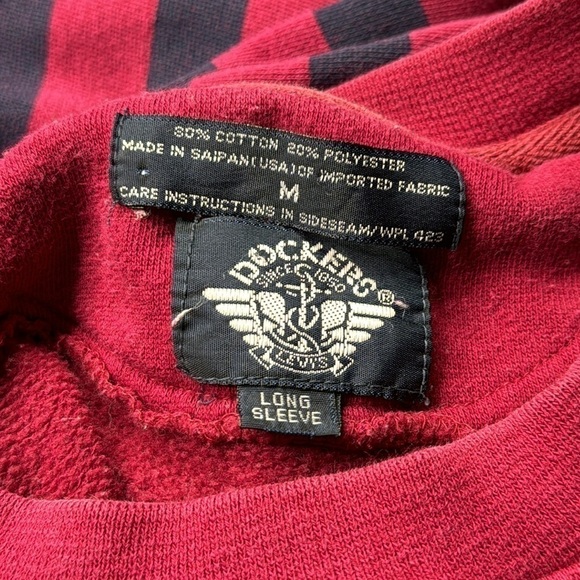 80% COTTON 20% POLYESTER
MADE IN SAIPAN (USA) OF IMPORTED FABRIC
M
CARE INSTRUCTIONS IN SIDESEAM/WPL 423
DOCKERS®
SINCE 1850
LEVI'S
LONG
SLEEVE